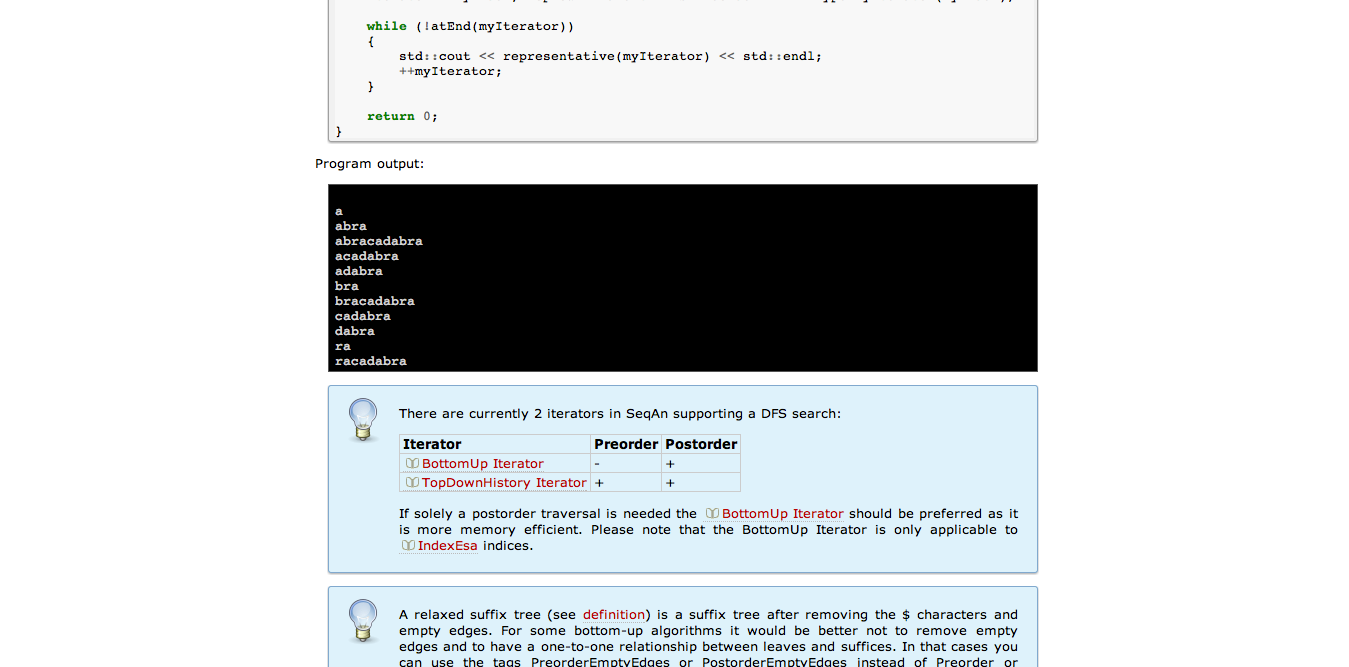 while (!atEnd(myIterator))
{
std::cout << representative(myIterator) << std::endl;
++myIterator;
}
return 0;
}
Program output:
a
abra
abracadabra
acadabra
adabra
bra
bracadabra
cadabra
dabra
ra
racadabra
There are currently 2 iterators in SeqAn supporting a DFS search:
Iterator Preorder Postorder
BottomUp Iterator - +
TopDownHistory Iterator + +
If solely a postorder traversal is needed the BottomUp Iterator should be preferred as it
is more memory efficient. Please note that the BottomUp Iterator is only applicable to
IndexEsa indices.
A relaxed suffix tree (see definition) is a suffix tree after removing the $ characters and
empty edges. For some bottom-up algorithms it would be better not to remove empty
edges and to have a one-to-one relationship between leaves and suffices. In that cases you
can use the tags PreorderEmptyEdges or PostorderEmptyEdges instead of Preorder or